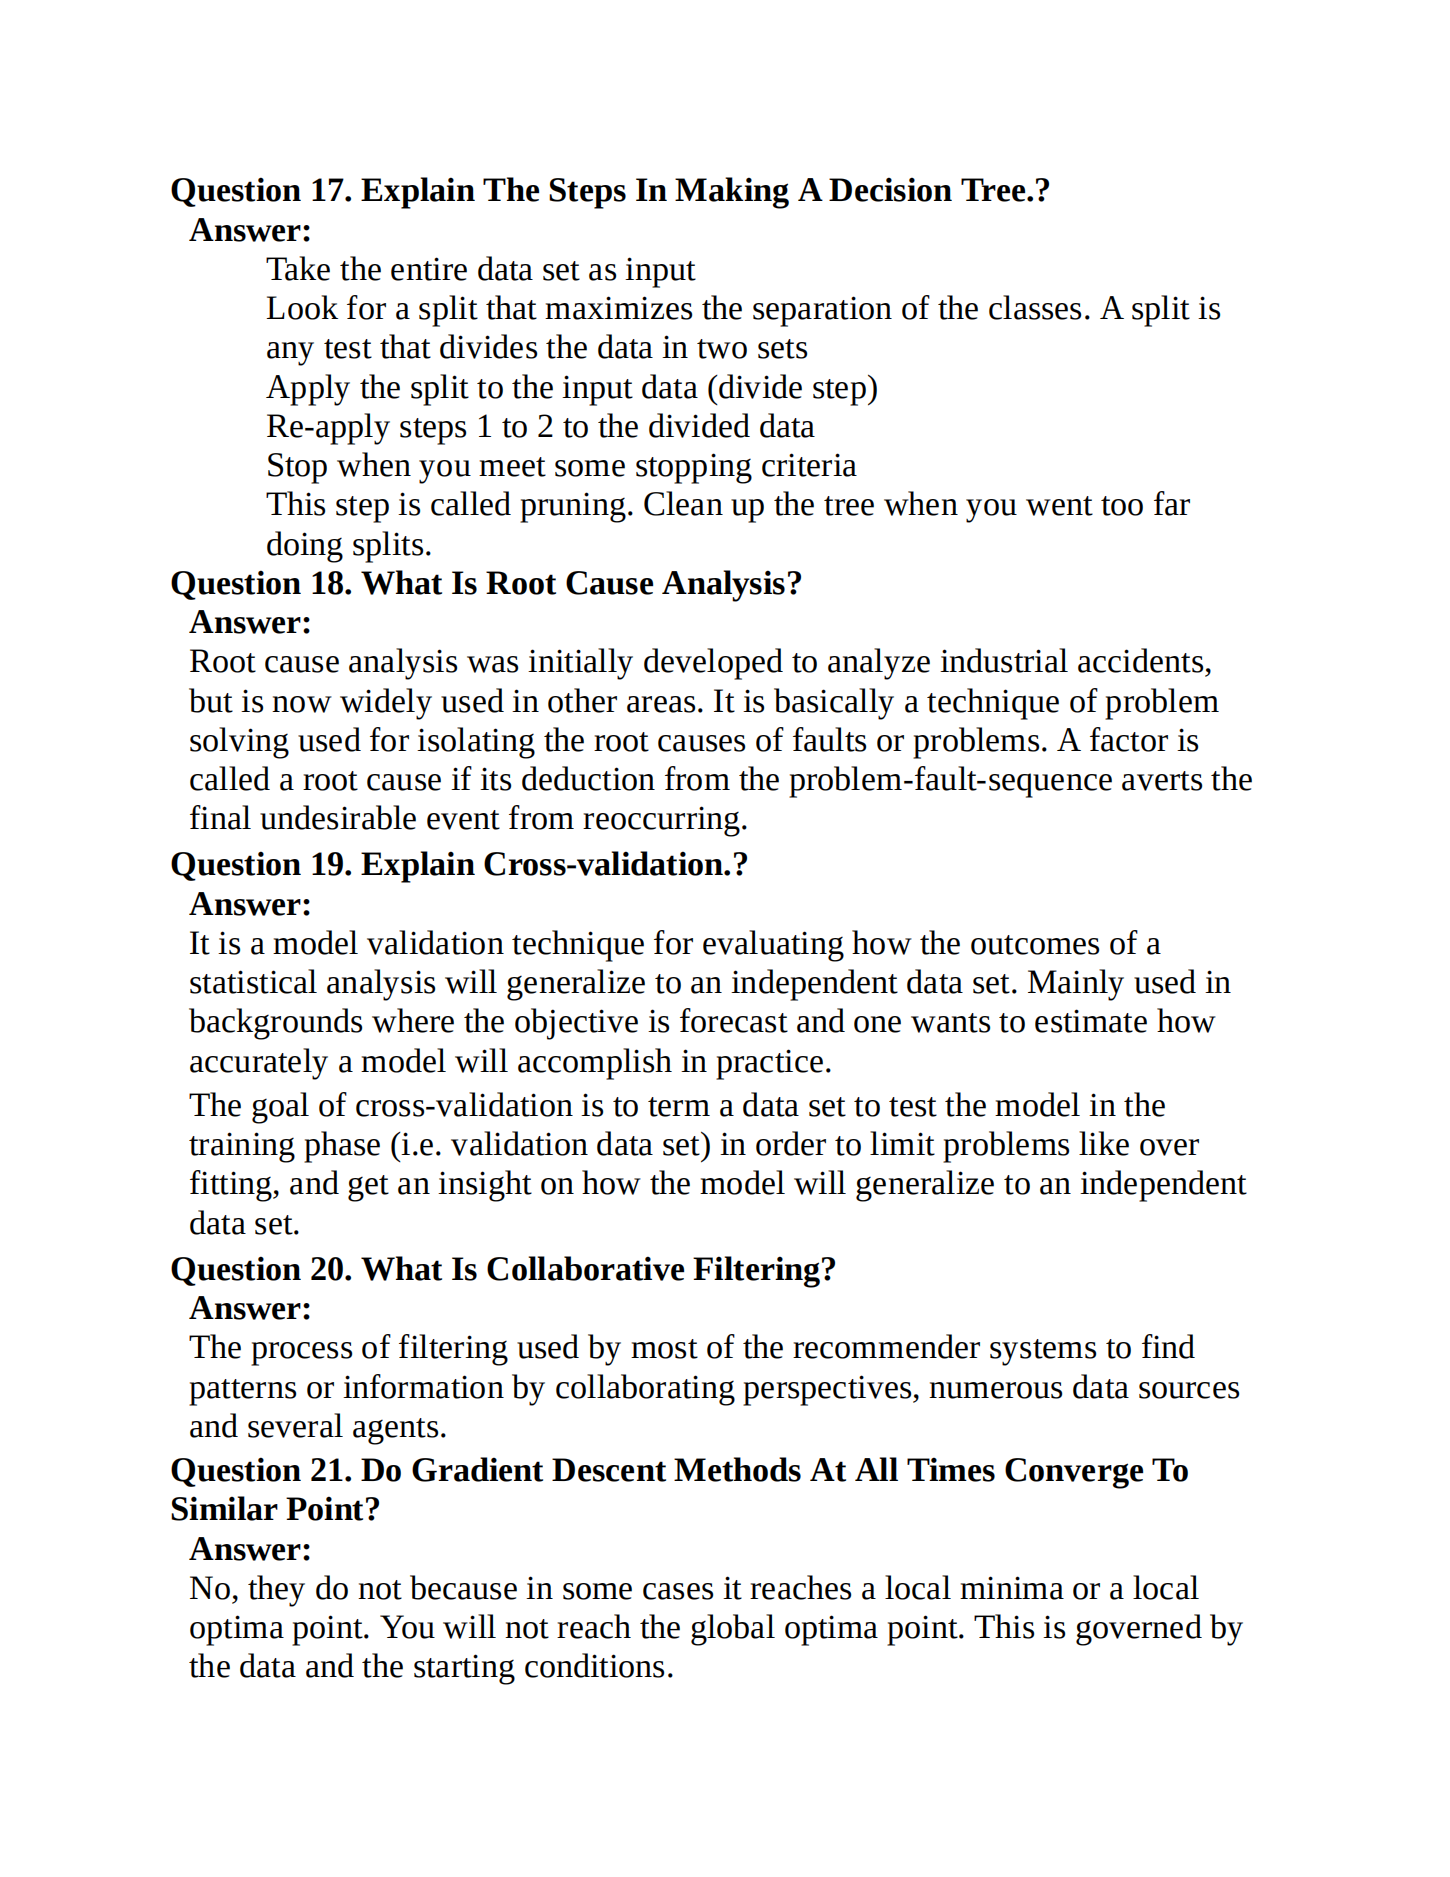 Question 17. Explain The Steps In Making A Decision Tree.?
Answer:
Take the entire data set as input
Look for a split that maximizes the separation of the classes. A split is
any test that divides the data in two sets
Apply the split to the input data (divide step)
Re-apply steps 1 to 2 to the divided data
Stop when you meet some stopping criteria
This step is called pruning. Clean up the tree when you went too far
doing splits.
Question 18. What Is Root Cause Analysis?
Answer:
Root cause analysis was initially developed to analyze industrial accidents,
but is now widely used in other areas. It is basically a technique of problem
solving used for isolating the root causes of faults or problems. A factor is
called a root cause if its deduction from the problem-fault-sequence averts the
final undesirable event from reoccurring.
Question 19. Explain Cross-validation.?
Answer:
It is a model validation technique for evaluating how the outcomes of a
statistical analysis will generalize to an independent data set. Mainly used in
backgrounds where the objective is forecast and one wants to estimate how
accurately a model will accomplish in practice.
The goal of cross-validation is to term a data set to test the model in the
training phase (i.e. validation data set) in order to limit problems like over
fitting, and get an insight on how the model will generalize to an independent
data set.
Question 20. What Is Collaborative Filtering?
Answer:
The process of filtering used by most of the recommender systems to find
patterns or information by collaborating perspectives, numerous data sources
and several agents.
Question 21. Do Gradient Descent Methods At All Times Converge To
Similar Point?
Answer:
No, they do not because in some cases it reaches a local minima or a local
optima point. You will not reach the global optima point. This is governed by
the data and the starting conditions.